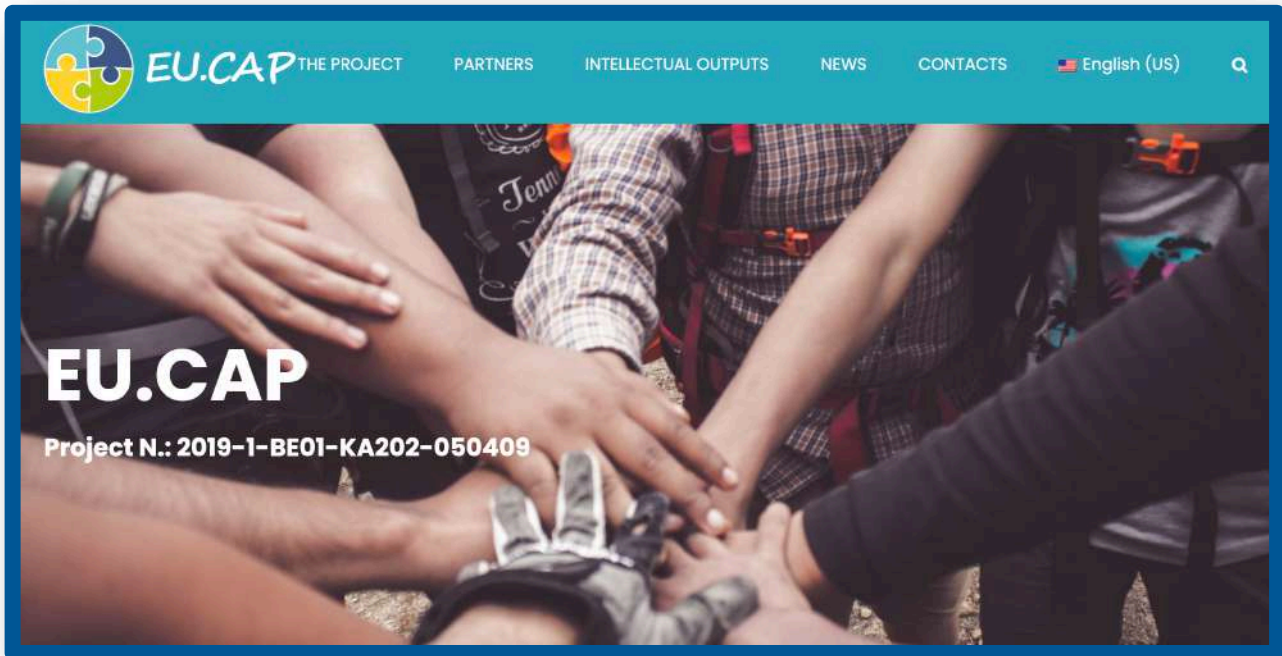 EU.CAP THE PROJECT PARTNERS INTELLECTUAL OUTPUTS NEWS CONTACTS English (US)
Jenn
EU.CAP
Project N.: 2019-1-BE01-KA202-050409